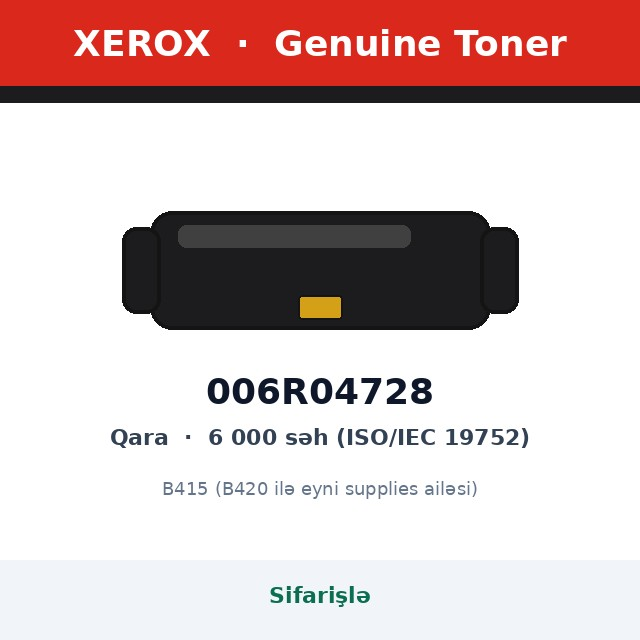 XEROX · Genuine Toner
006R04728
Qara · 6 000 səh (ISO/IEC 19752)
B415 (B420 ilə eyni supplies ailəsi)
Sifarişlə